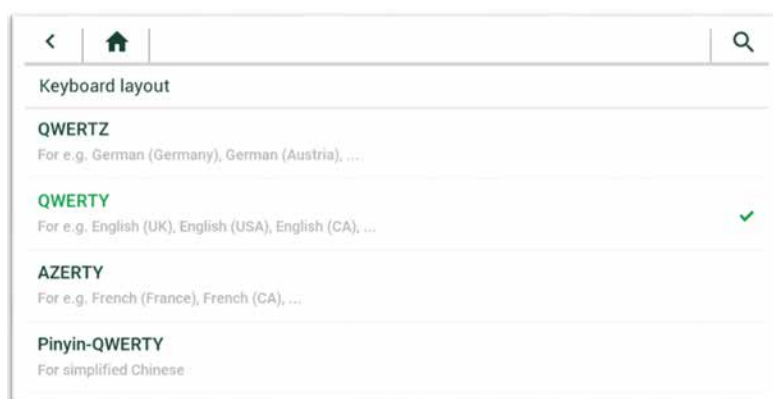 Keyboard layout
QWERTZ
For e.g. German (Germany), German (Austria), ...
QWERTY
For e.g. English (UK), English (USA), English (CA), ...
AZERTY
For e.g. French (France), French (CA), ...
Pinyin-QWERTY
For simplified Chinese